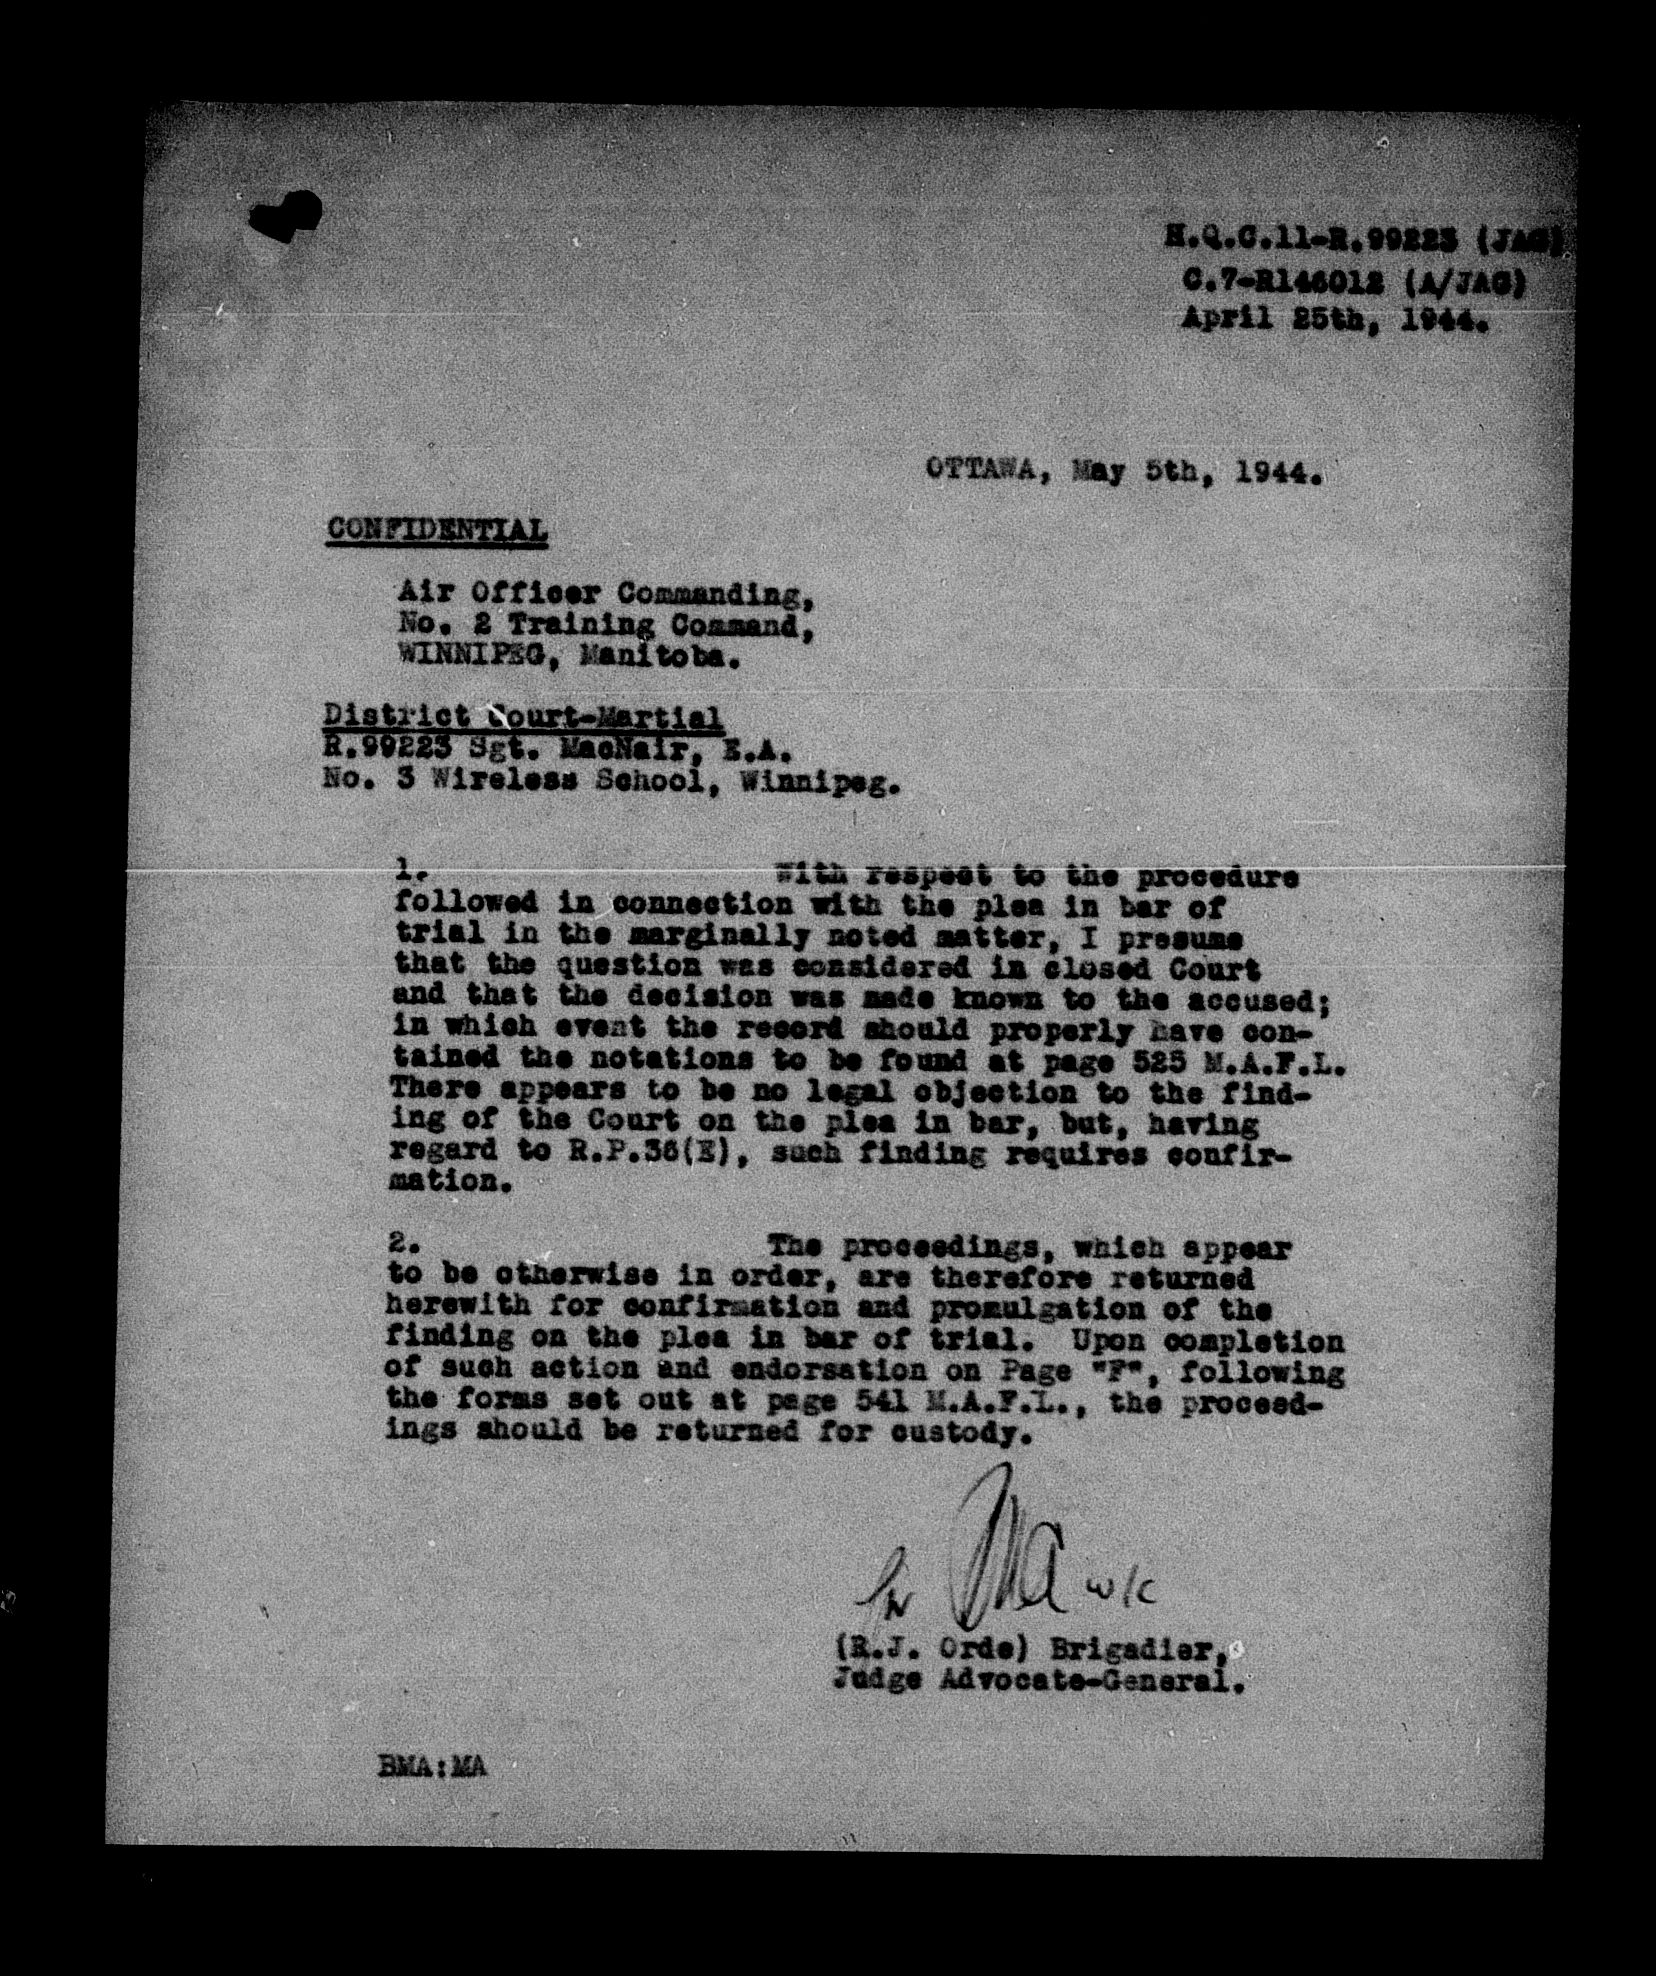 H.Q.C.11-R.99223 (JAG)
C.7-R146012 (A/JAG)
April 25th, 1944.
OTTAWA, May 5th, 1944.
CONFIDENTIAL
Air Officer Commanding,
No. 2 Training Command,
WINNIPEG, Manitoba.
District Court-Martial
R.99223 Sgt. MacNair, E.A.
No. 3 Wireless School, Winnipeg.
1. With respect to the procedure
followed in connection with the plea in bar of
trial in the marginally noted matter, I presume
that the question was considered in closed Court
and that the decision was made known to the accused;
in which event the record should properly have con-
tained the notations to be found at page 525 M.A.F.L.
There appears to be no legal objection to the find-
ing of the Court on the plea in bar, but, having
regard to R.P.36(E), such finding requires confir-
mation.
2. The proceedings, which appear
to be otherwise in order, are therefore returned
herewith for confirmation and promulgation of the
finding on the plea in bar of trial. Upon completion
of such action and endorsation on Page "F", following
the forms set out at page 541 M.A.F.L., the proceed-
ings should be returned for custody.
for W/C
(R.J. Orde) Brigadier,
Judge Advocate-General.
BMA:MA